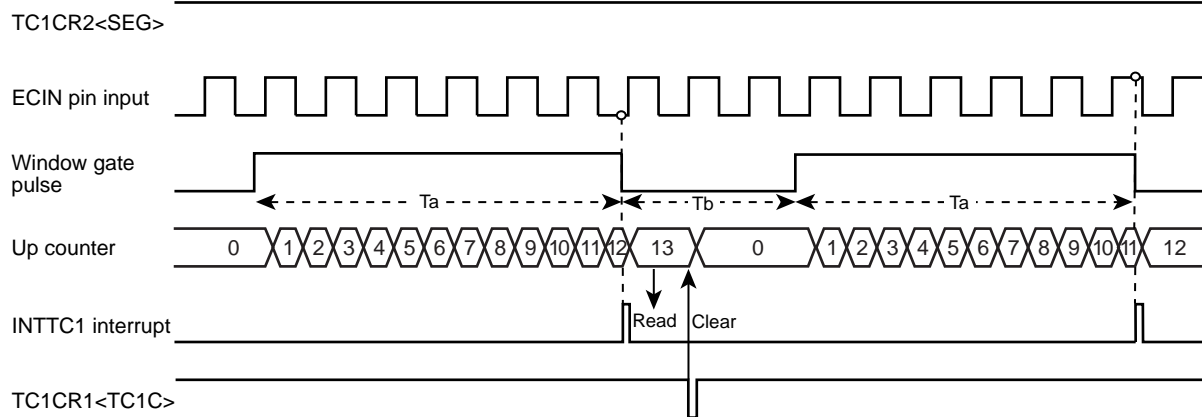 TC1CR2<SEG>
ECIN pin input
Window gate
pulse
Ta Tb Ta
Up counter 0 1 2 3 4 5 6 7 8 9 10 11 12 13 0 1 2 3 4 5 6 7 8 9 10 11 12
INTTC1 interrupt Read Clear
TC1CR1<TC1C>